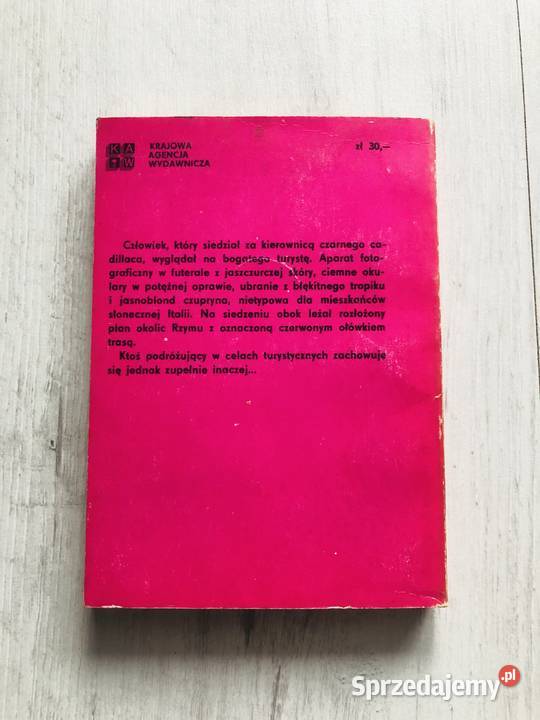 KA
W
KRAJOWA
AGENCJA
WYDAWNICZA
zł 30,—
Człowiek, który siedział za kierownicą czarnego ca-
dillaca, wyglądał na bogatego turystę. Aparat foto-
graficzny w futerale z jaszczurczej skóry, ciemne oku-
lary w potężnej oprawie, ubranie z błękitnego tropiku
i jasnoblond czupryna, nietypowa dla mieszkańców
słonecznej Italii. Na siedzeniu obok leżał rozłożony
plan okolic Rzymu z oznaczoną czerwonym ołówkiem
trasą.
Ktoś podróżujący w celach turystycznych zachowuje
się jednak zupełnie inaczej...
Sprzedajemy.pl